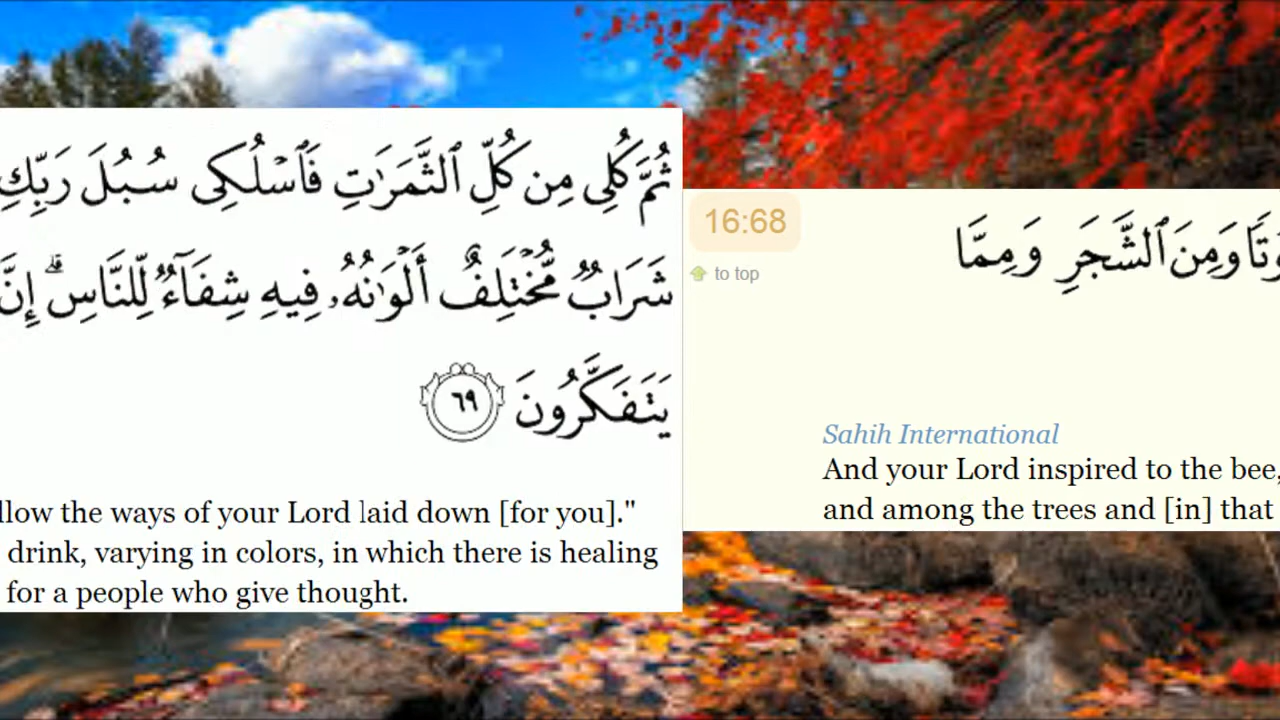 ثُمَّ كُلِى مِن كُلِّ ٱلثَّمَرَٰتِ فَٱسْلُكِى سُبُلَ رَبِّكِ
شَرَابٌ مُّخْتَلِفٌ أَلْوَٰنُهُۥ فِيهِ شِفَآءٌ لِّلنَّاسِ ۗ إِنَّ
يَتَفَكَّرُونَ ٦٩
llow the ways of your Lord laid down [for you]."
drink, varying in colors, in which there is healing
for a people who give thought.
16:68
to top
وَمِنَ ٱلشَّجَرِ وَمِمَّا
Sahih International
And your Lord inspired to the bee,
and among the trees and [in] that